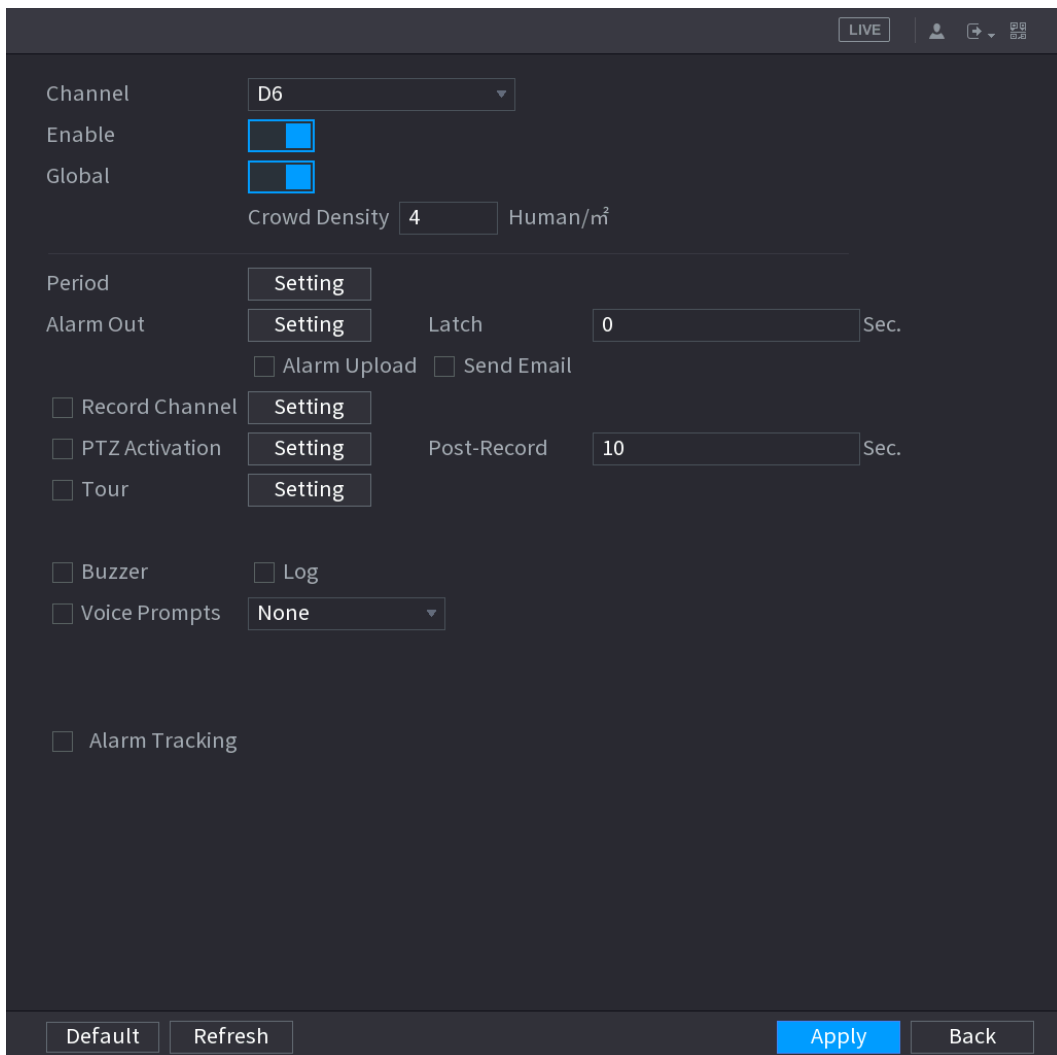 LIVE
Channel D6
Enable
Global
Crowd Density 4 Human/㎡
Period Setting
Alarm Out Setting Latch 0 Sec.
Alarm Upload Send Email
Record Channel Setting
PTZ Activation Setting Post-Record 10 Sec.
Tour Setting
Buzzer Log
Voice Prompts None
Alarm Tracking
Default Refresh Apply Back